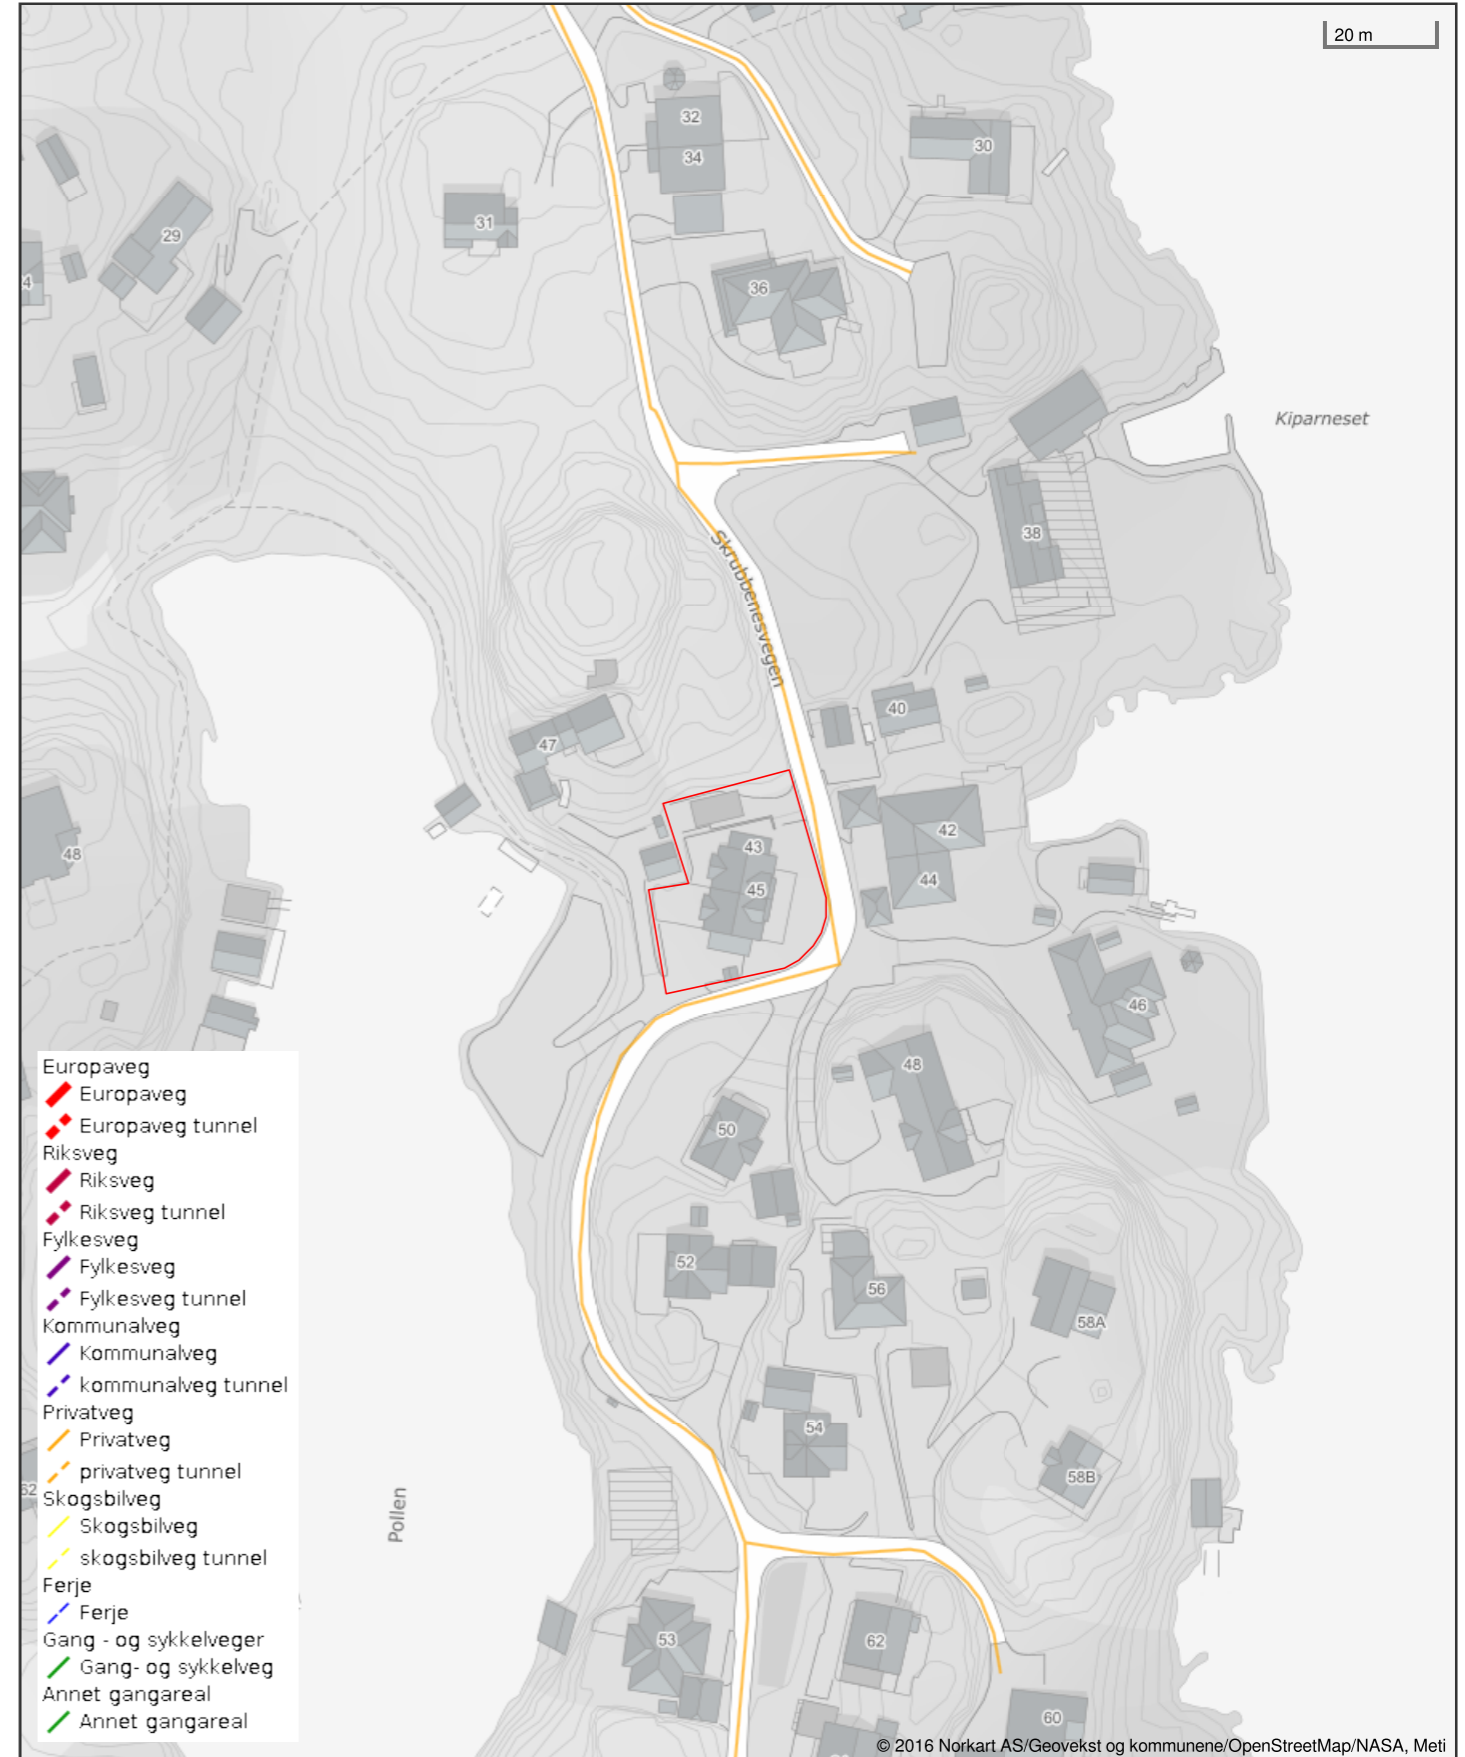 20 m
32
34
30
31
29
4
36
Kiparneset
38
Skrubbenesvegen
40
47
43
42
48
45
44
46
48
50
52
56
58A
54
58B
62
Pollen
53
62
60
Europaveg
Europaveg
Europaveg tunnel
Riksveg
Riksveg
Riksveg tunnel
Fylkesveg
Fylkesveg
Fylkesveg tunnel
Kommunalveg
Kommunalveg
kommunalveg tunnel
Privatveg
Privatveg
privatveg tunnel
Skogsbilveg
Skogsbilveg
skogsbilveg tunnel
Ferje
Ferje
Gang - og sykkelveger
Gang- og sykkelveg
Annet gangareal
Annet gangareal
© 2016 Norkart AS/Geovekst og kommunene/OpenStreetMap/NASA, Meti